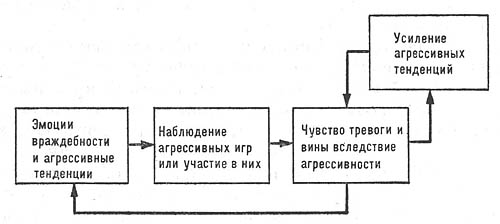 Усиление
агрессивных
тенденций
Эмоции
враждебности
и агрессивные
тенденции
Наблюдение
агрессивных игр
или участие в них
Чувство тревоги и
вины вследствие
агрессивности